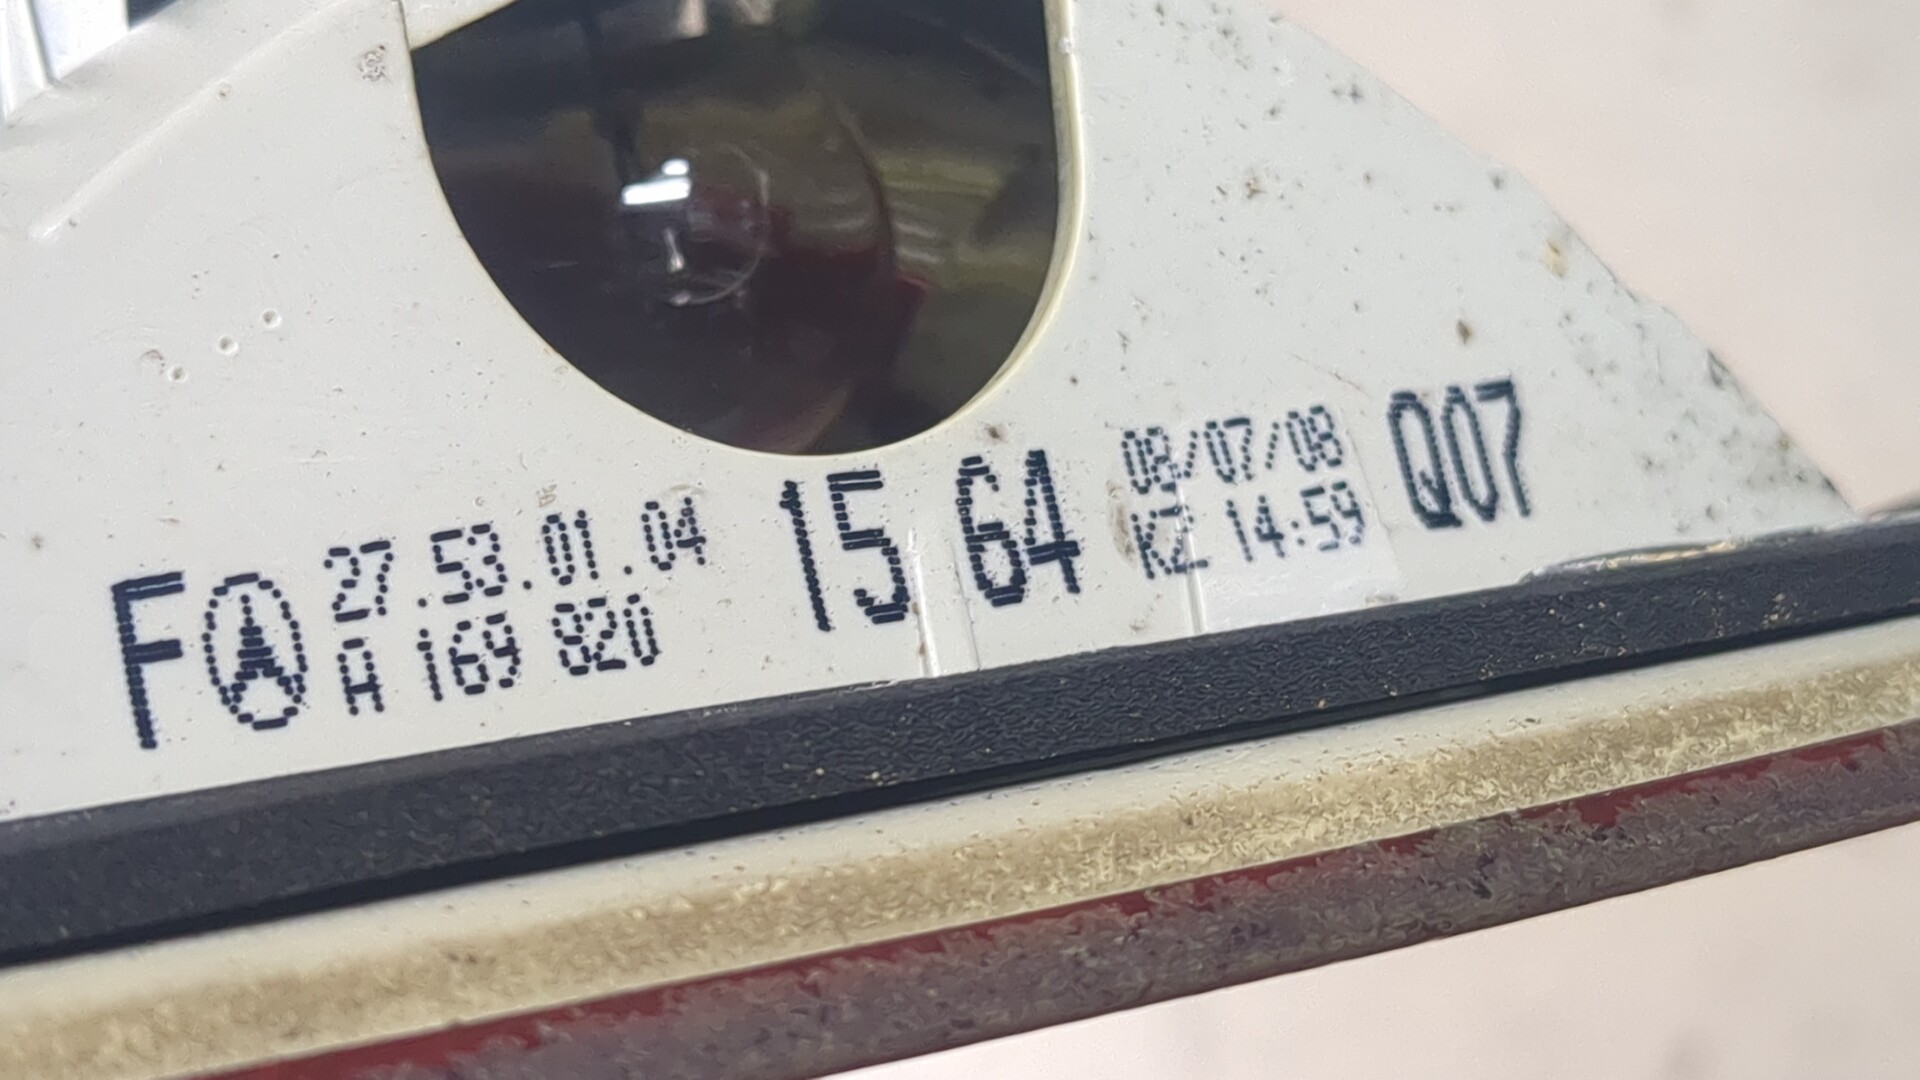 F 27.53.01.04 15 64 08/07/08 Q07
A 169 820 KZ 14:59